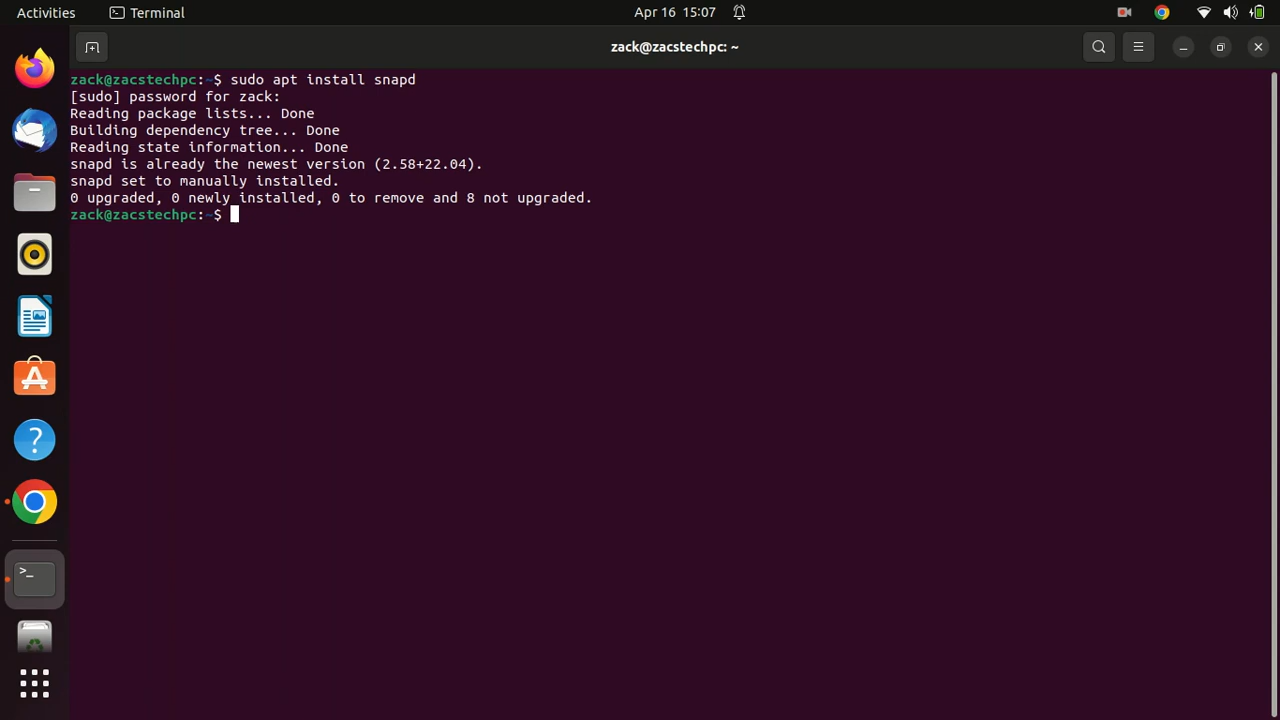 Activities
Terminal
Apr 16 15:07
zack@zacstechpc: ~
zack@zacstechpc:~$ sudo apt install snapd
[sudo] password for zack:
Reading package lists... Done
Building dependency tree... Done
Reading state information... Done
snapd is already the newest version (2.58+22.04).
snapd set to manually installed.
0 upgraded, 0 newly installed, 0 to remove and 8 not upgraded.
zack@zacstechpc:~$